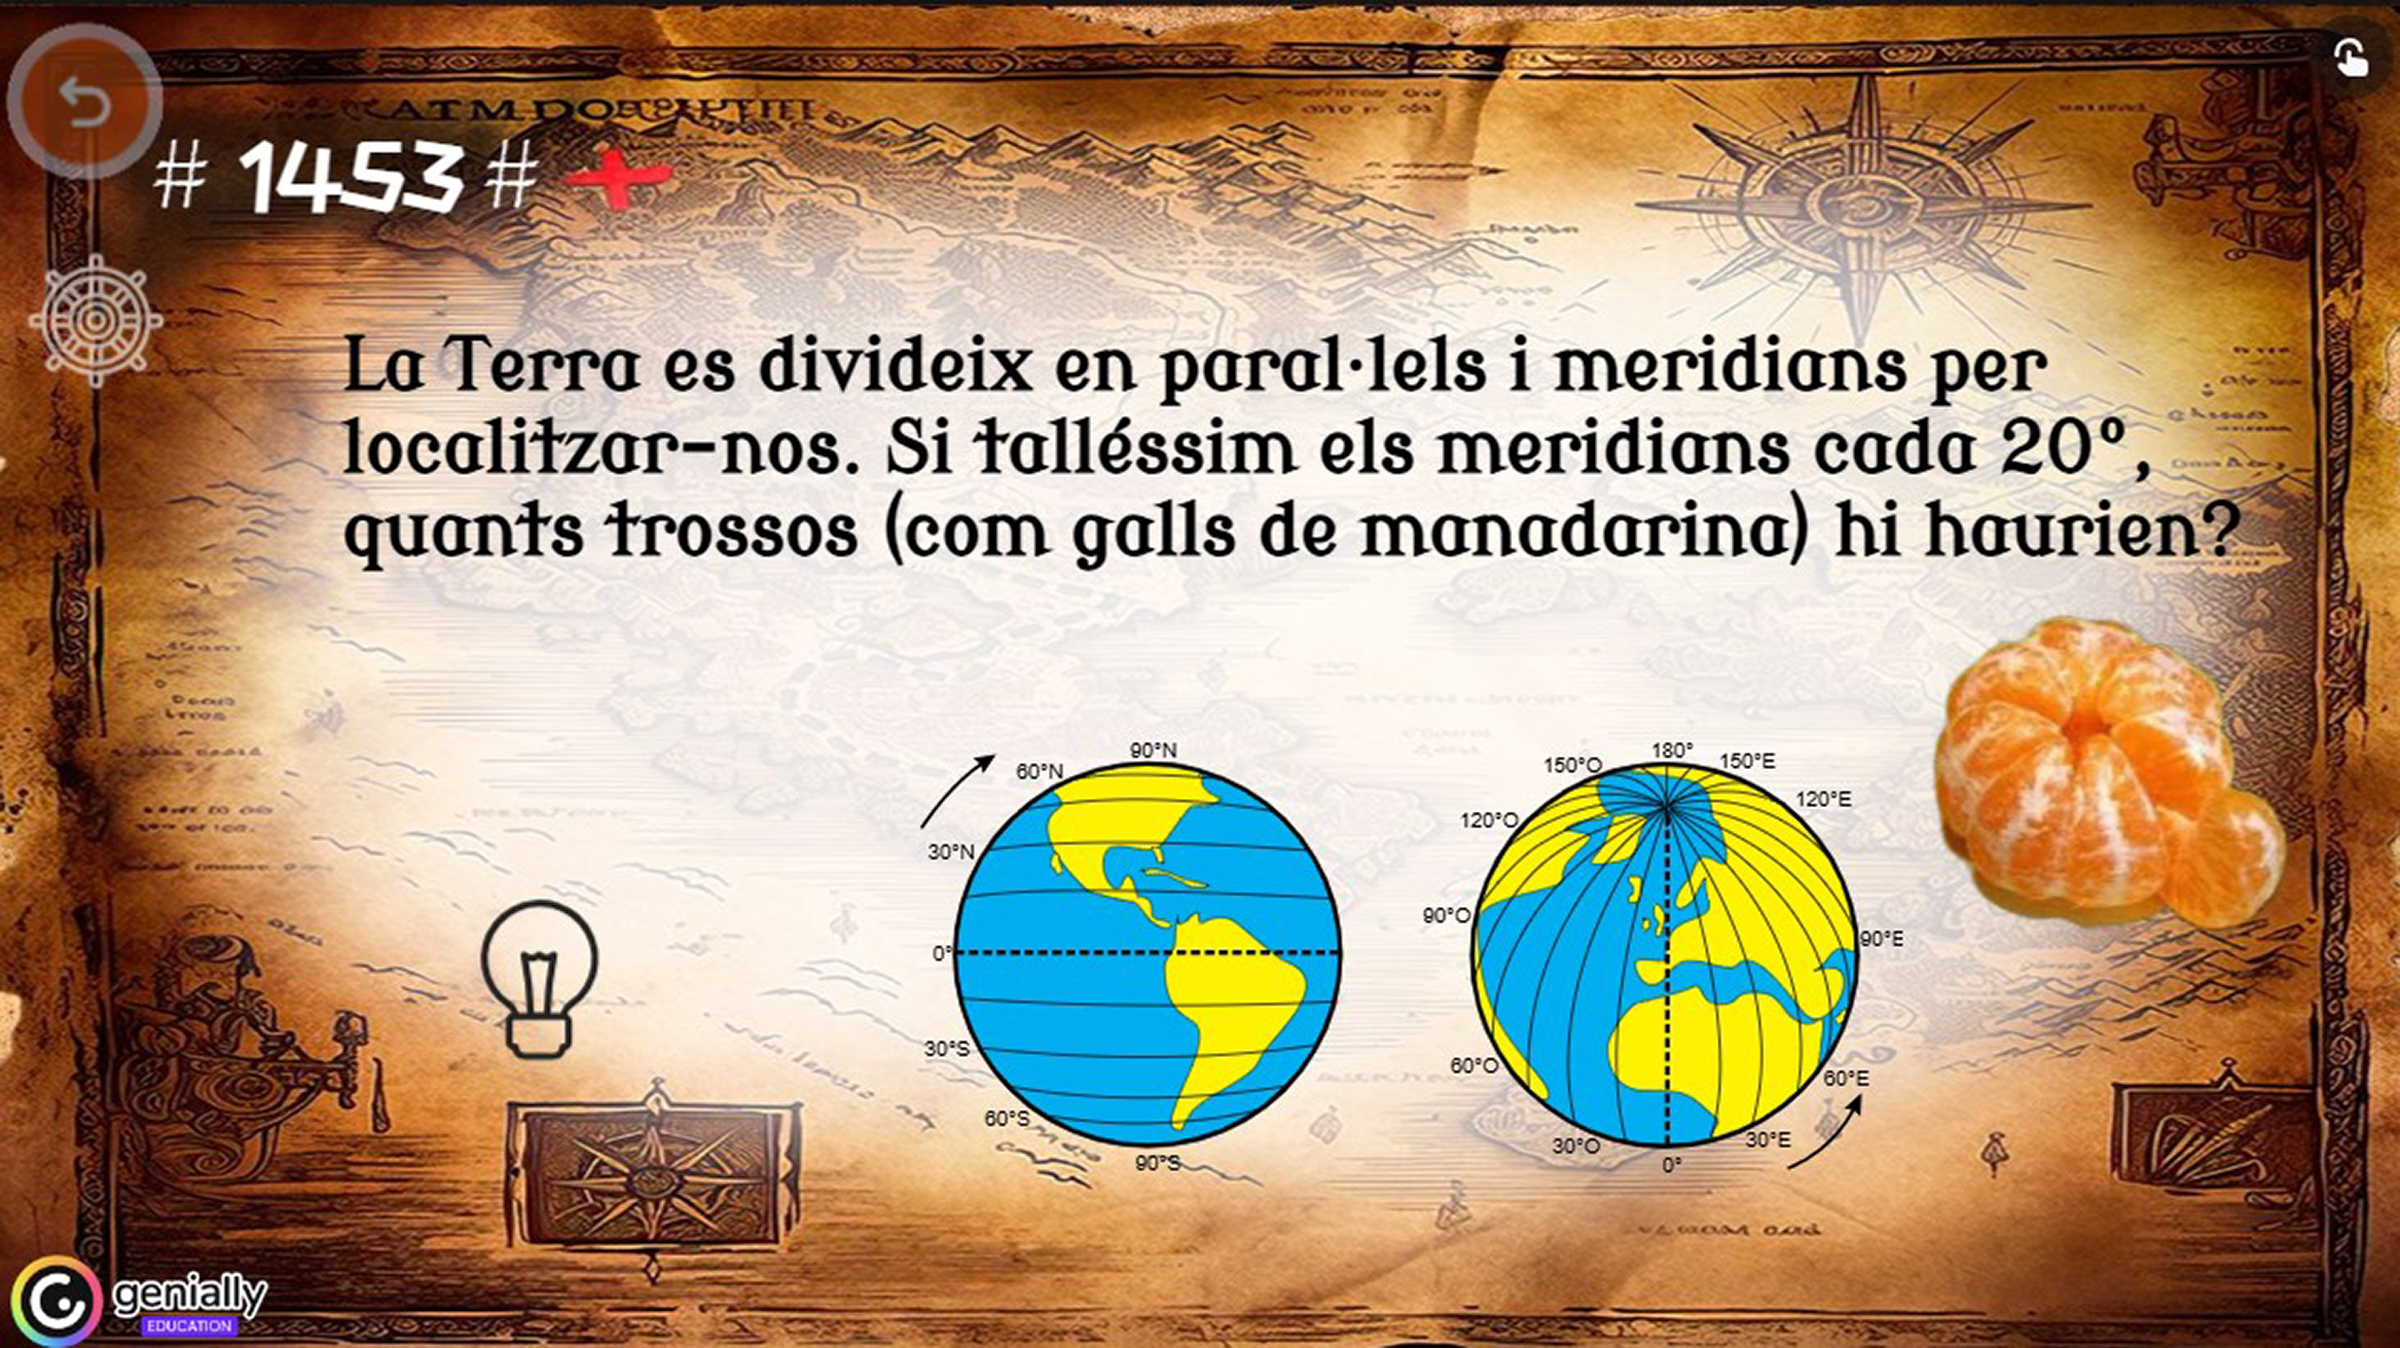 # 1453 #
La Terra es divideix en paral·lels i meridians per
localitzar-nos. Si talléssim els meridians cada 20º,
quants trossos (com galls de manadarina) hi haurien?
90°N
60°N
30°N
0°
30°S
60°S
90°S
180°
150°O
150°E
120°O
120°E
90°O
90°E
60°O
60°E
30°O
30°E
0°
genially
EDUCATION